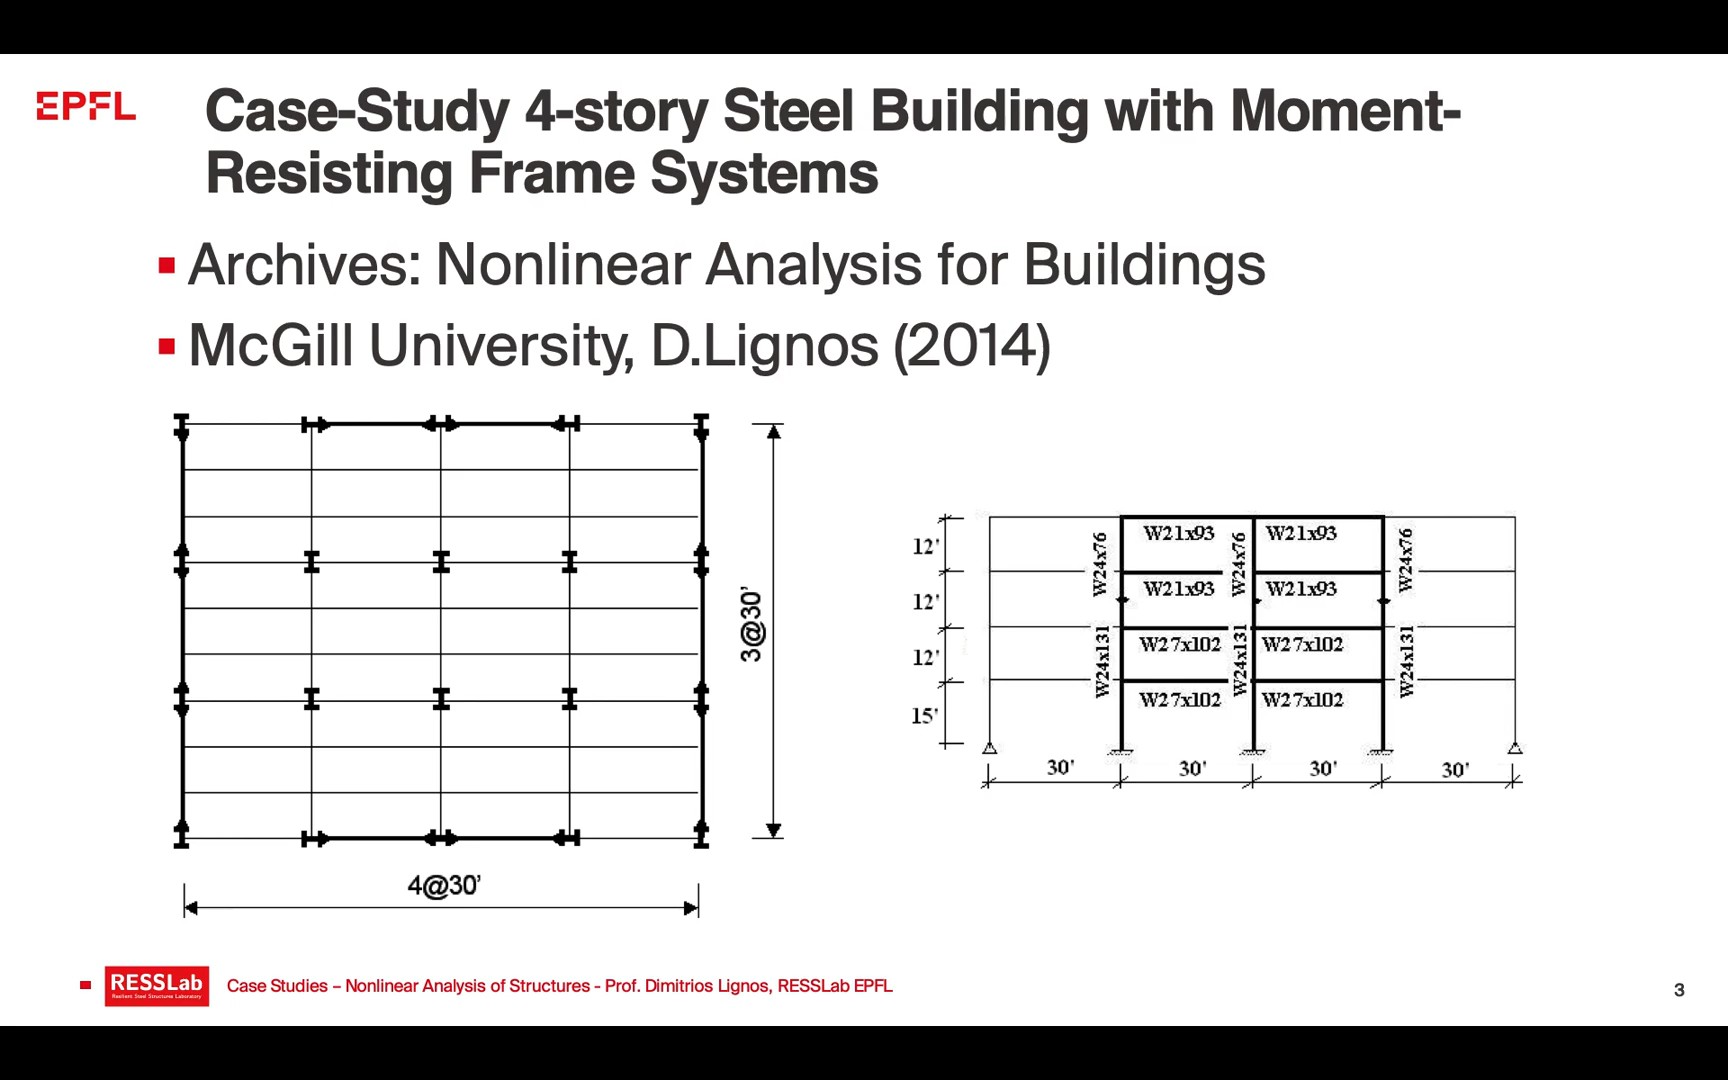 EPFL
Case-Study 4-story Steel Building with Moment-
Resisting Frame Systems
Archives: Nonlinear Analysis for Buildings
McGill University, D.Lignos (2014)
3@30'
4@30'
12'
12'
12'
15'
W24x76
W21x93
W24x76
W21x93
W24x76
W21x93
W21x93
W24x131
W27x102
W24x131
W27x102
W24x131
W27x102
W27x102
30'
30'
30'
30'
RESSLab
Resilient Steel Structures Laboratory
Case Studies – Nonlinear Analysis of Structures - Prof. Dimitrios Lignos, RESSLab EPFL
3